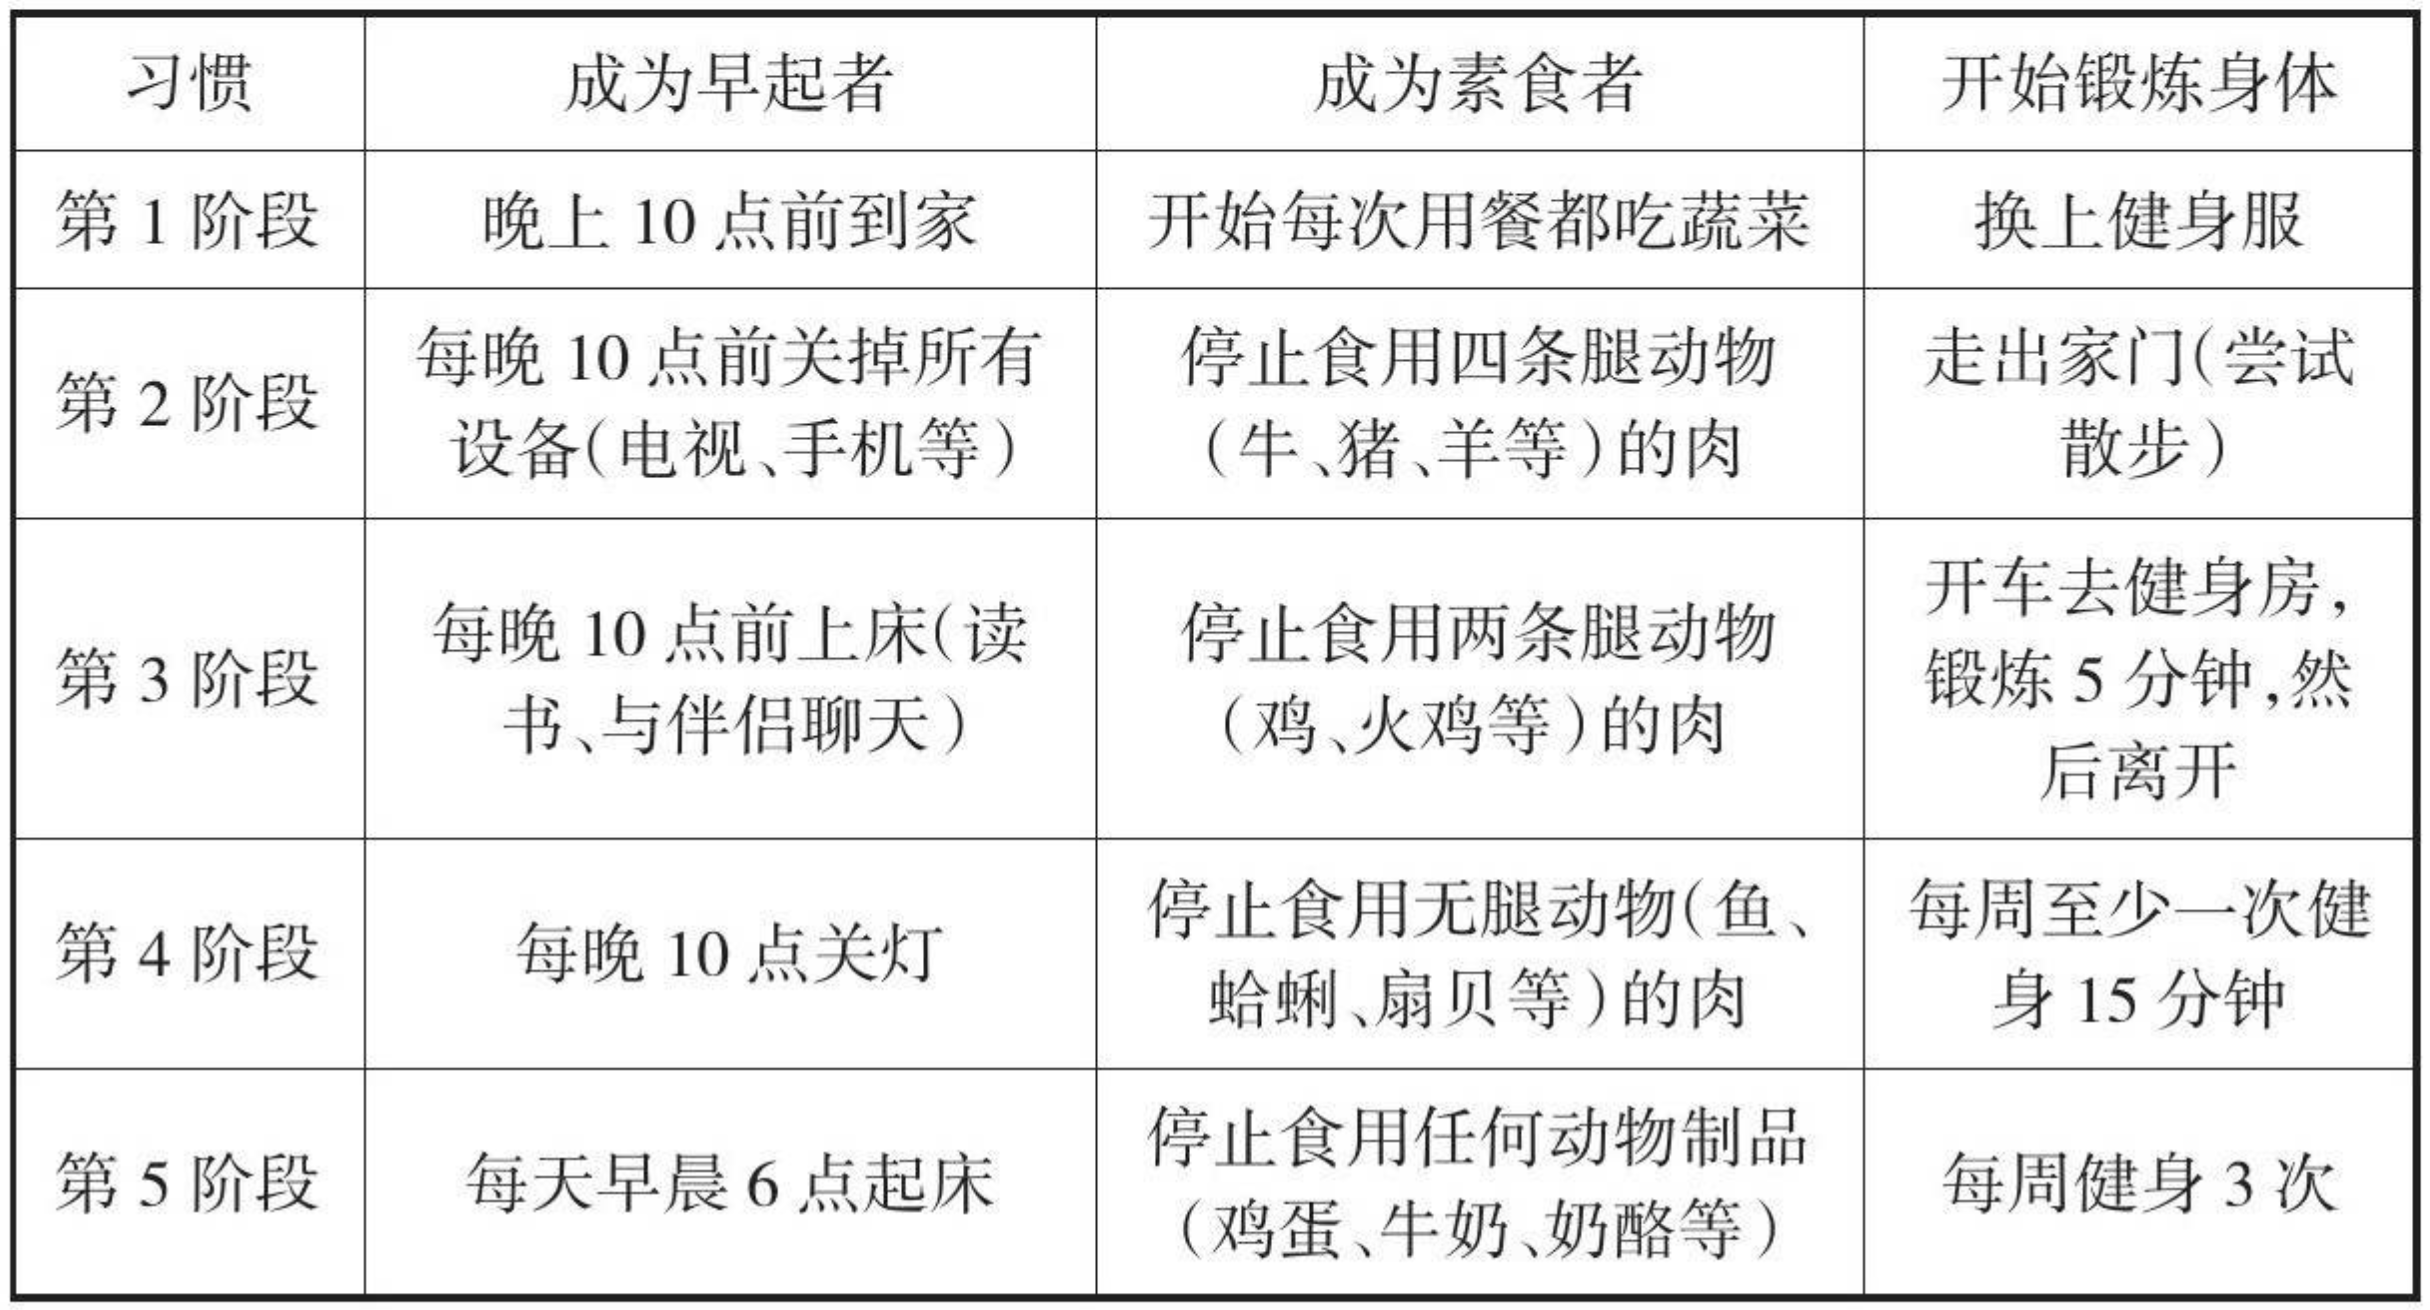 习惯
成为早起者
成为素食者
开始锻炼身体
第1阶段
晚上10点前到家
开始每次用餐都吃蔬菜
换上健身服
第2阶段
每晚10点前关掉所有
设备(电视、手机等)
停止食用四条腿动物
(牛、猪、羊等)的肉
走出家门(尝试
散步)
第3阶段
每晚10点前上床(读
书、与伴侣聊天)
停止食用两条腿动物
(鸡、火鸡等)的肉
开车去健身房,
锻炼5分钟,然
后离开
第4阶段
每晚10点关灯
停止食用无腿动物(鱼、
蛤蜊、扇贝等)的肉
每周至少一次健
身15分钟
第5阶段
每天早晨6点起床
停止食用任何动物制品
(鸡蛋、牛奶、奶酪等)
每周健身3次